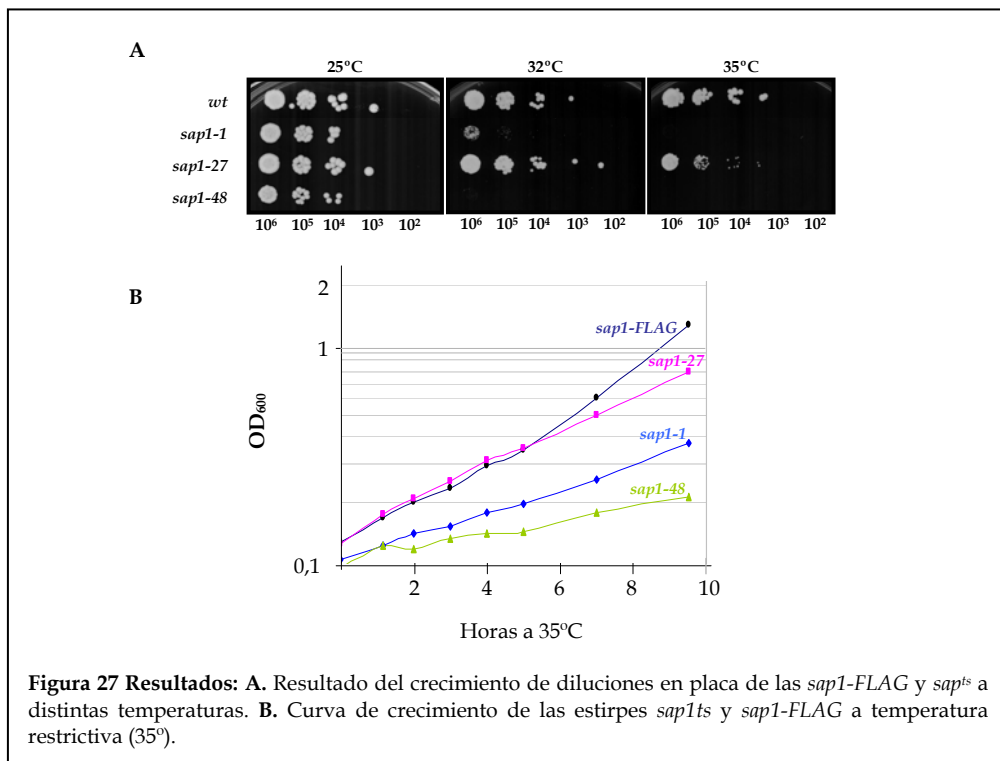 A
25°C 32°C 35°C
wt
sap1-1
sap1-27
sap1-48
10⁶ 10⁵ 10⁴ 10³ 10² 10⁶ 10⁵ 10⁴ 10³ 10² 10⁶ 10⁵ 10⁴ 10³ 10²
B
2
1
0,1
OD₆₀₀
sap1-FLAG
sap1-27
sap1-1
sap1-48
2 4 6 8 10
Horas a 35ºC
Figura 27 Resultados: A. Resultado del crecimiento de diluciones en placa de las sap1-FLAG y sapᵗˢ a
distintas temperaturas. B. Curva de crecimiento de las estirpes sap1ts y sap1-FLAG a temperatura
restrictiva (35º).